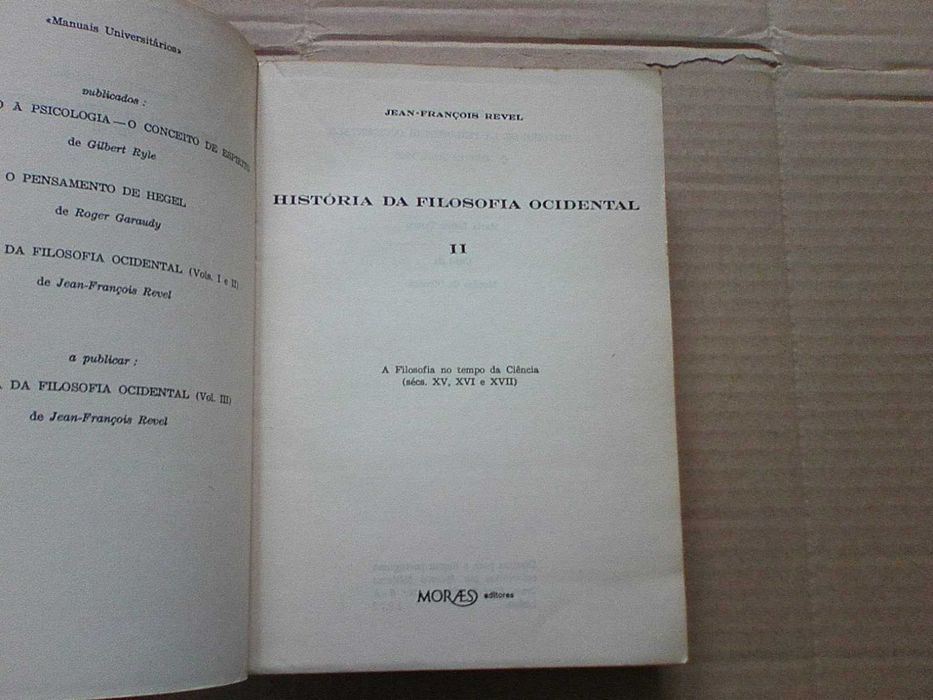 «Manuais Universitários»
publicados:
À PSICOLOGIA — O CONCEITO DE ESPÍRITO
de Gilbert Ryle
O PENSAMENTO DE HEGEL
de Roger Garaudy
DA FILOSOFIA OCIDENTAL (Vols. I e II)
de Jean-François Revel
a publicar:
DA FILOSOFIA OCIDENTAL (Vol. III)
de Jean-François Revel
JEAN-FRANÇOIS REVEL
HISTÓRIA DA FILOSOFIA OCIDENTAL
II
A Filosofia no tempo da Ciência
(sécs. XV, XVI e XVII)
MORÆS editores